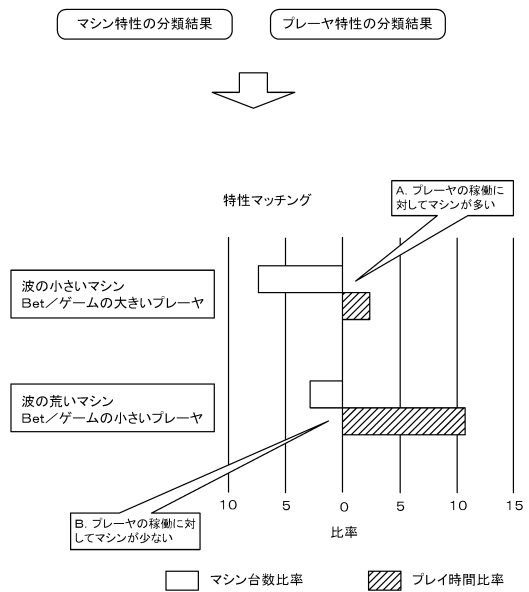 マシン特性の分類結果
プレーヤ特性の分類結果
特性マッチング
A. プレーヤの稼働に
対してマシンが多い
波の小さいマシン
Bet／ゲームの大きいプレーヤ
波の荒いマシン
Bet／ゲームの小さいプレーヤ
10 5 0 5 10 15
比率
B. プレーヤの稼働に対
してマシンが少ない
マシン台数比率
プレイ時間比率